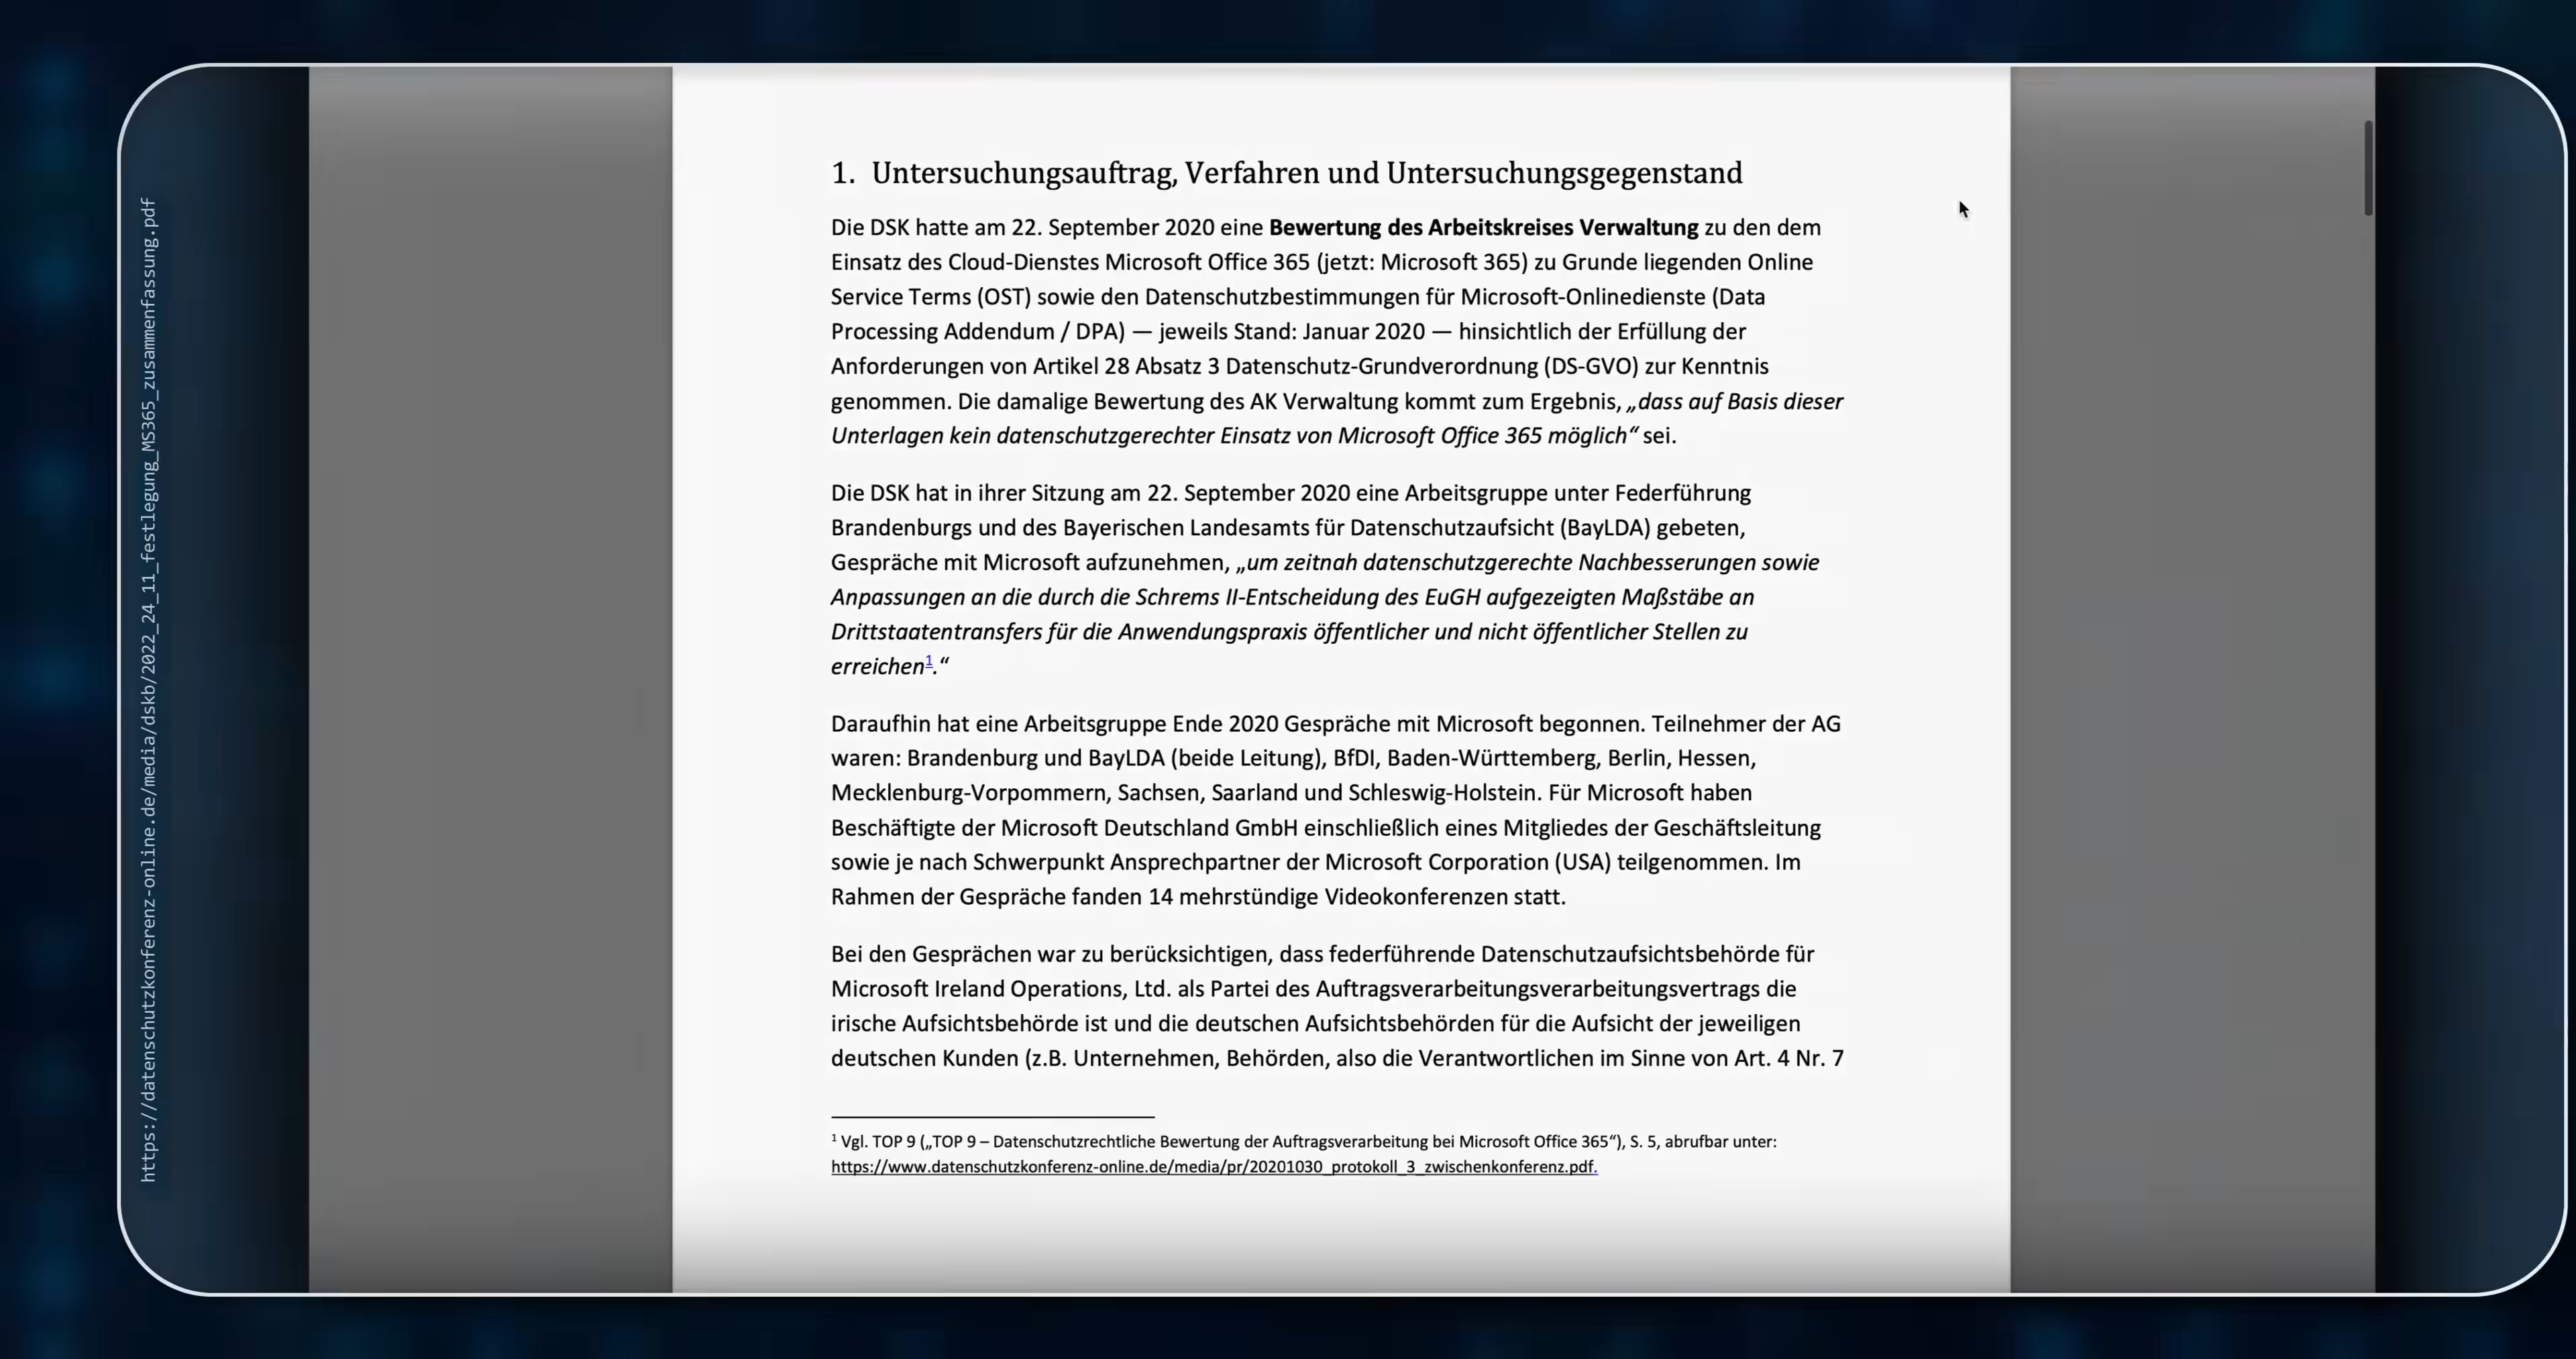 https://datenschutzkonferenz-online.de/media/dskb/2022_24_11_festlegung_MS365_zusammenfassung.pdf
1. Untersuchungsauftrag, Verfahren und Untersuchungsgegenstand
Die DSK hatte am 22. September 2020 eine Bewertung des Arbeitskreises Verwaltung zu den dem
Einsatz des Cloud-Dienstes Microsoft Office 365 (jetzt: Microsoft 365) zu Grunde liegenden Online
Service Terms (OST) sowie den Datenschutzbestimmungen für Microsoft-Onlinedienste (Data
Processing Addendum / DPA) — jeweils Stand: Januar 2020 — hinsichtlich der Erfüllung der
Anforderungen von Artikel 28 Absatz 3 Datenschutz-Grundverordnung (DS-GVO) zur Kenntnis
genommen. Die damalige Bewertung des AK Verwaltung kommt zum Ergebnis, „dass auf Basis dieser
Unterlagen kein datenschutzgerechter Einsatz von Microsoft Office 365 möglich“ sei.
Die DSK hat in ihrer Sitzung am 22. September 2020 eine Arbeitsgruppe unter Federführung
Brandenburgs und des Bayerischen Landesamts für Datenschutzaufsicht (BayLDA) gebeten,
Gespräche mit Microsoft aufzunehmen, „um zeitnah datenschutzgerechte Nachbesserungen sowie
Anpassungen an die durch die Schrems II-Entscheidung des EuGH aufgezeigten Maßstäbe an
Drittstaatentransfers für die Anwendungspraxis öffentlicher und nicht öffentlicher Stellen zu
erreichen1.“
Daraufhin hat eine Arbeitsgruppe Ende 2020 Gespräche mit Microsoft begonnen. Teilnehmer der AG
waren: Brandenburg und BayLDA (beide Leitung), BfDI, Baden-Württemberg, Berlin, Hessen,
Mecklenburg-Vorpommern, Sachsen, Saarland und Schleswig-Holstein. Für Microsoft haben
Beschäftigte der Microsoft Deutschland GmbH einschließlich eines Mitgliedes der Geschäftsleitung
sowie je nach Schwerpunkt Ansprechpartner der Microsoft Corporation (USA) teilgenommen. Im
Rahmen der Gespräche fanden 14 mehrstündige Videokonferenzen statt.
Bei den Gesprächen war zu berücksichtigen, dass federführende Datenschutzaufsichtsbehörde für
Microsoft Ireland Operations, Ltd. als Partei des Auftragsverarbeitungsverarbeitungsvertrags die
irische Aufsichtsbehörde ist und die deutschen Aufsichtsbehörden für die Aufsicht der jeweiligen
deutschen Kunden (z.B. Unternehmen, Behörden, also die Verantwortlichen im Sinne von Art. 4 Nr. 7
1 Vgl. TOP 9 („TOP 9 – Datenschutzrechtliche Bewertung der Auftragsverarbeitung bei Microsoft Office 365“), S. 5, abrufbar unter:
https://www.datenschutzkonferenz-online.de/media/pr/20201030_protokoll_3_zwischenkonferenz.pdf.